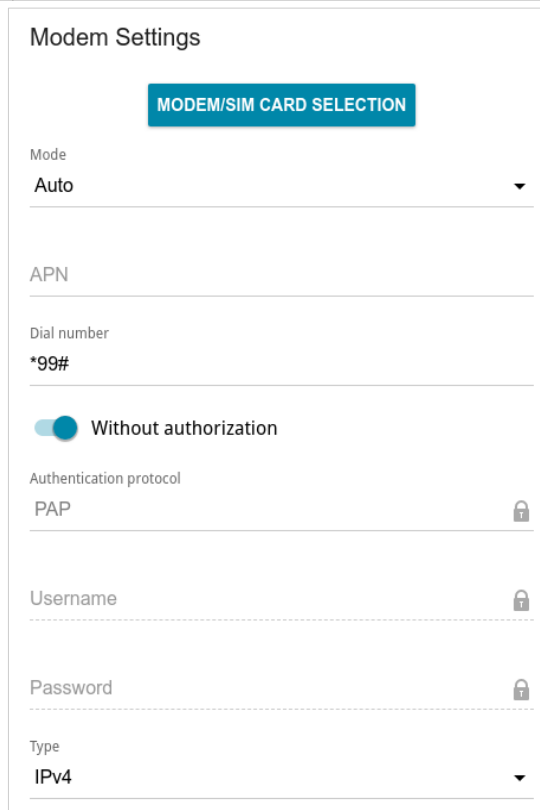 Modem Settings
MODEM/SIM CARD SELECTION
Mode
Auto
APN
Dial number
*99#
Without authorization
Authentication protocol
PAP
Username
Password
Type
IPv4